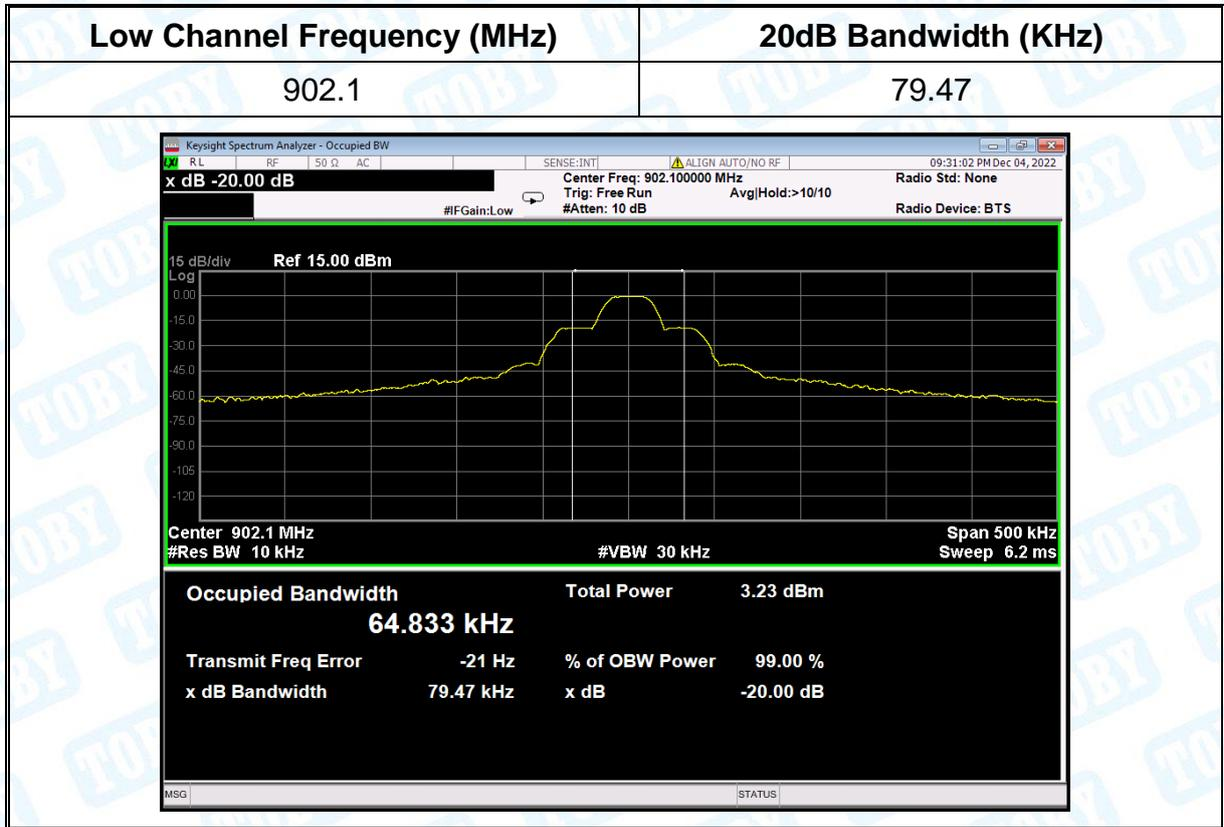 Low Channel Frequency (MHz) 20dB Bandwidth (KHz)
902.1 79.47
Keysight Spectrum Analyzer - Occupied BW
LXI RL RF 50 Ω AC SENSE:INT ALIGN AUTO/NO RF 09:31:02 PM Dec 04, 2022
x dB -20.00 dB Center Freq: 902.100000 MHz Radio Std: None
Trig: Free Run Avg|Hold:>10/10
#IFGain:Low #Atten: 10 dB Radio Device: BTS
15 dB/div Ref 15.00 dBm
Log
0.00
-15.0
-30.0
-45.0
-60.0
-75.0
-90.0
-105
-120
Center 902.1 MHz Span 500 kHz
#Res BW 10 kHz #VBW 30 kHz Sweep 6.2 ms
Occupied Bandwidth Total Power 3.23 dBm
64.833 kHz
Transmit Freq Error -21 Hz % of OBW Power 99.00 %
x dB Bandwidth 79.47 kHz x dB -20.00 dB
MSG STATUS
TOBY